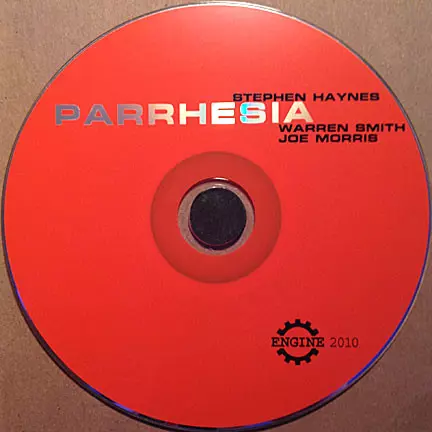 STEPHEN HAYNES
PARRHESIA
WARREN SMITH
JOE MORRIS
ENGINE 2010